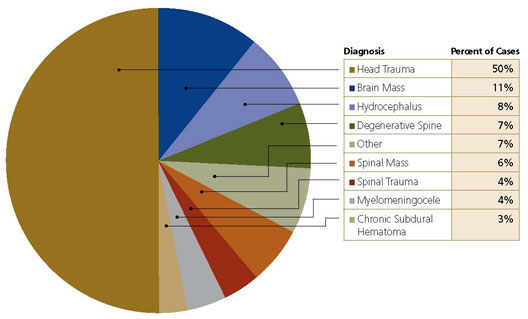 Diagnosis Percent of Cases
Head Trauma 50%
Brain Mass 11%
Hydrocephalus 8%
Degenerative Spine 7%
Other 7%
Spinal Mass 6%
Spinal Trauma 4%
Myelomeningocele 4%
Chronic Subdural 3%
Hematoma